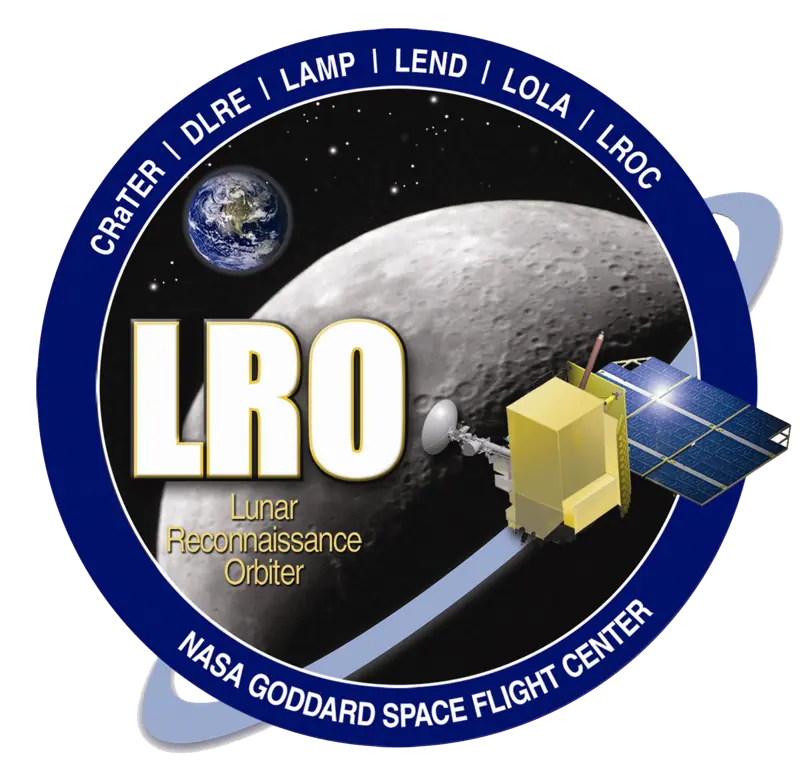 CRaTER | DLRE | LAMP | LEND | LOLA | LROC
LRO
Lunar
Reconnaissance
Orbiter
NASA GODDARD SPACE FLIGHT CENTER